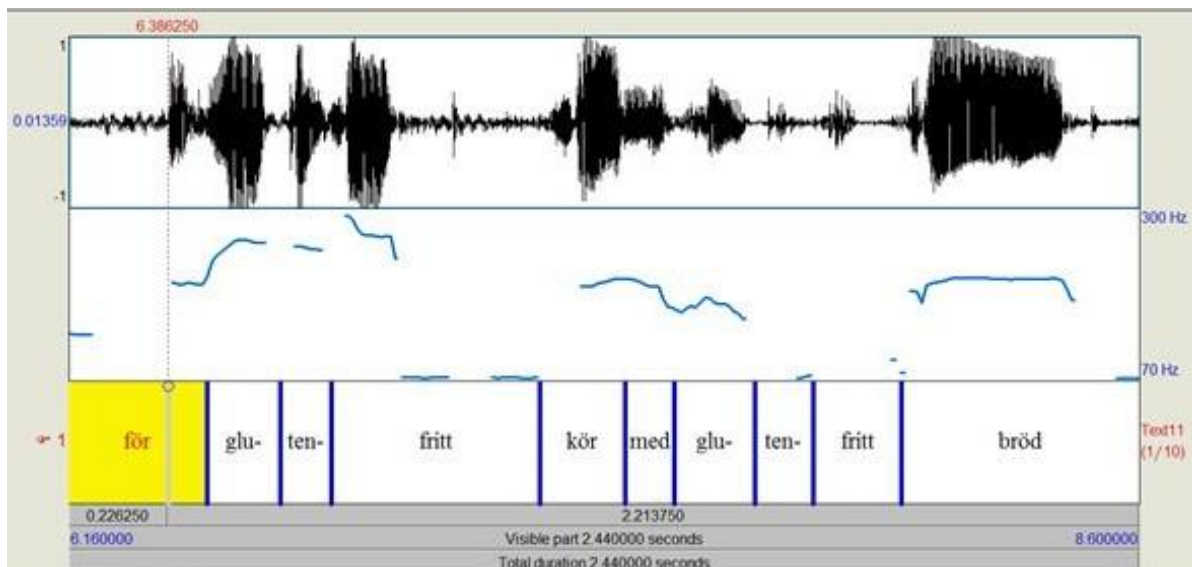 6.386250
1
0.01359
-1
300 Hz
70 Hz
1 för glu- ten- fritt kör med glu- ten- fritt bröd Text11
(1/10)
0.226250 2.213750
6.160000 Visible part 2.440000 seconds 8.600000
Total duration 2.440000 seconds